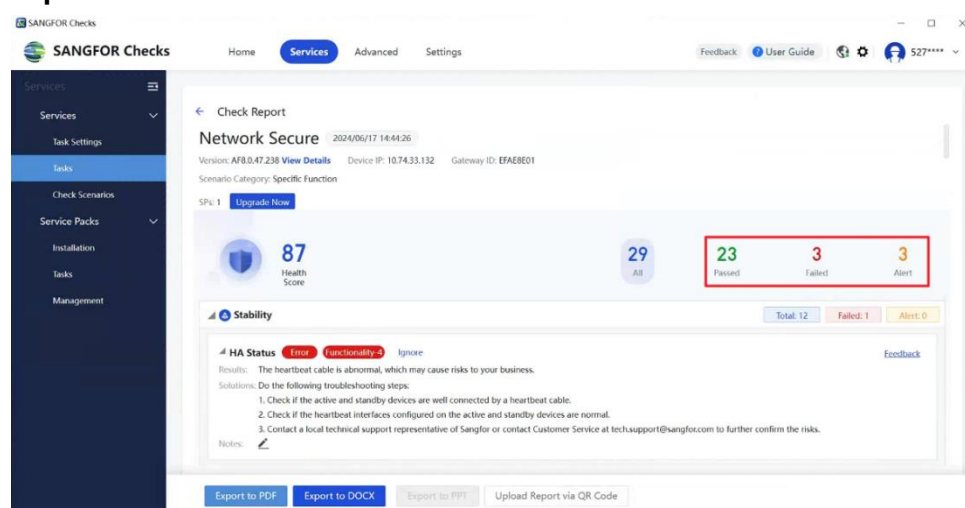 SANGFOR Checks
SANGFOR Checks Home Services Advanced Settings Feedback User Guide 527****
Services
Services
Task Settings
Tasks
Check Scenarios
Service Packs
Installation
Tasks
Management
Check Report
Network Secure 2024/06/17 14:44:26
Version: AF8.0.47.238 View Details Device IP: 10.74.33.132 Gateway ID: EFAE8E01
Scenario Category: Specific Function
SPs: 1 Upgrade Now
87 29 23 3 3
Health Score All Passed Failed Alert
Stability Total: 12 Failed: 1 Alert: 0
HA Status Error Functionality-4 Ignore Feedback
Results: The heartbeat cable is abnormal, which may cause risks to your business.
Solutions: Do the following troubleshooting steps:
1. Check if the active and standby devices are well connected by a heartbeat cable.
2. Check if the heartbeat interfaces configured on the active and standby devices are normal.
3. Contact a local technical support representative of Sangfor or contact Customer Service at tech.support@sangfor.com to further confirm the risks.
Notes:
Export to PDF Export to DOCX Export to PPT Upload Report via QR Code